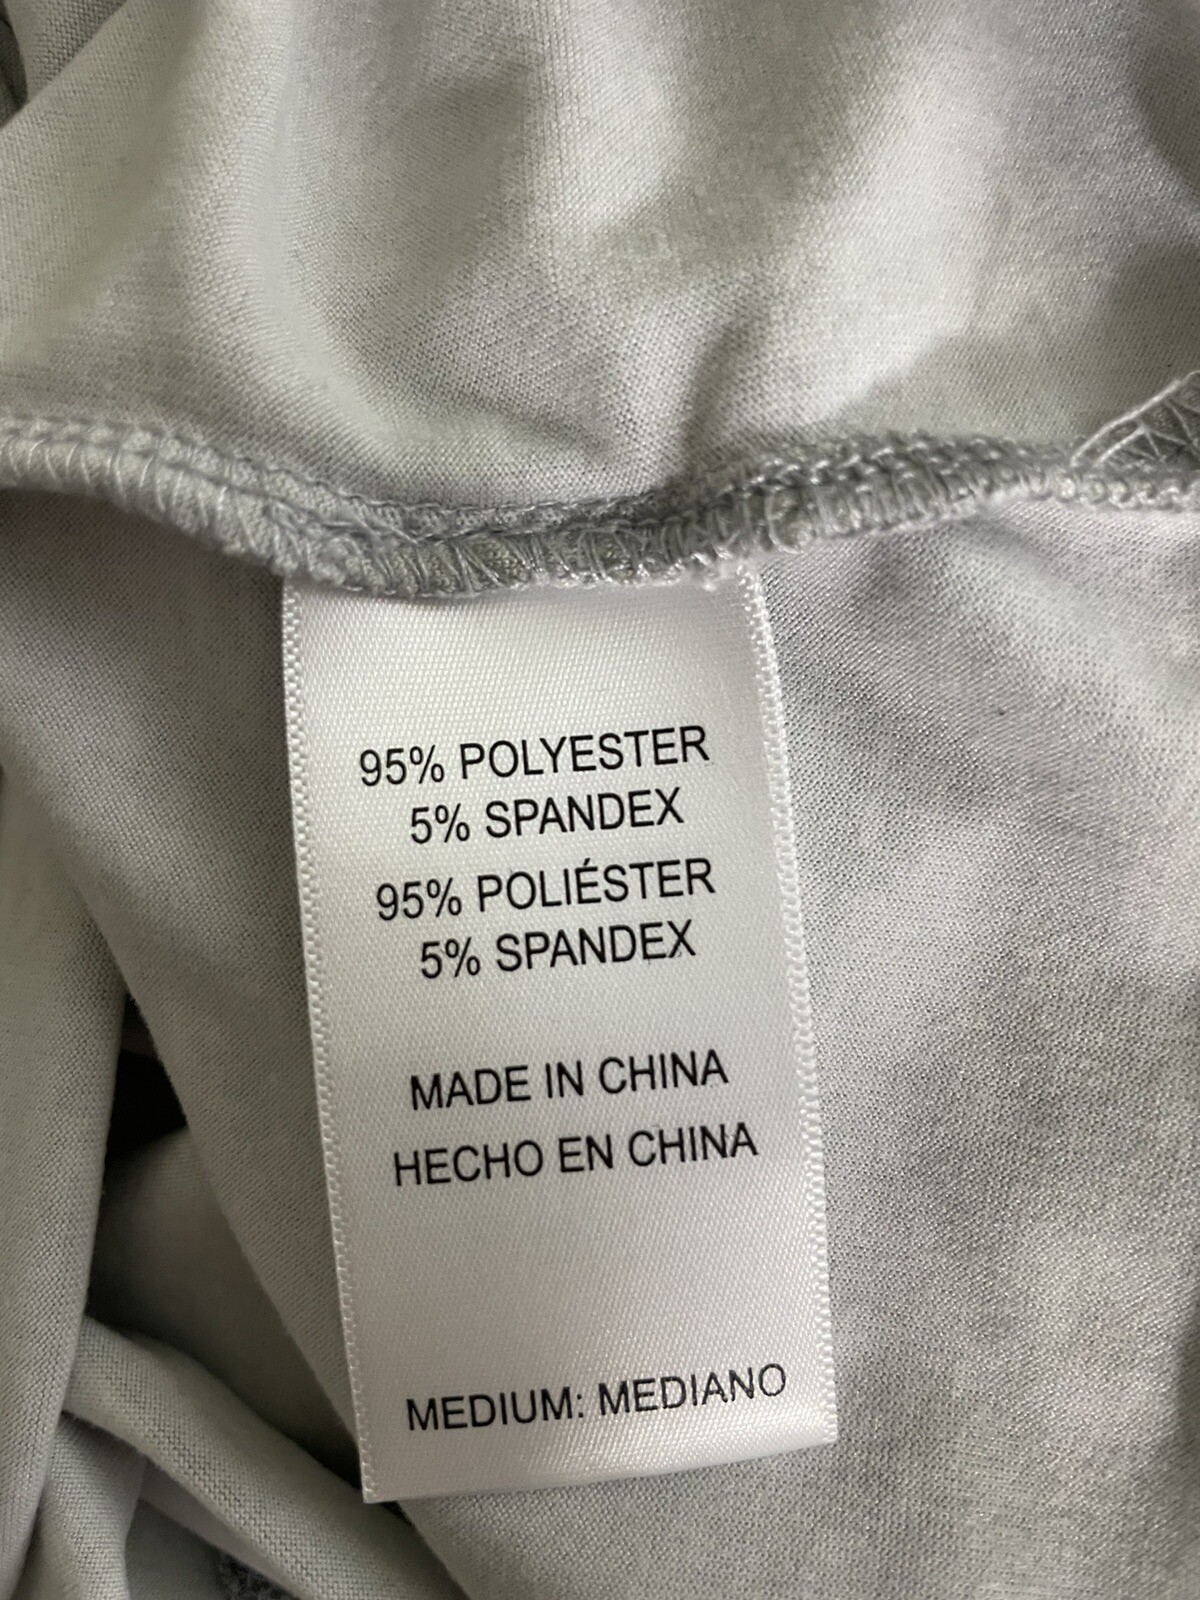 95% POLYESTER
5% SPANDEX
95% POLIÉSTER
5% SPANDEX
MADE IN CHINA
HECHO EN CHINA
MEDIUM: MEDIANO